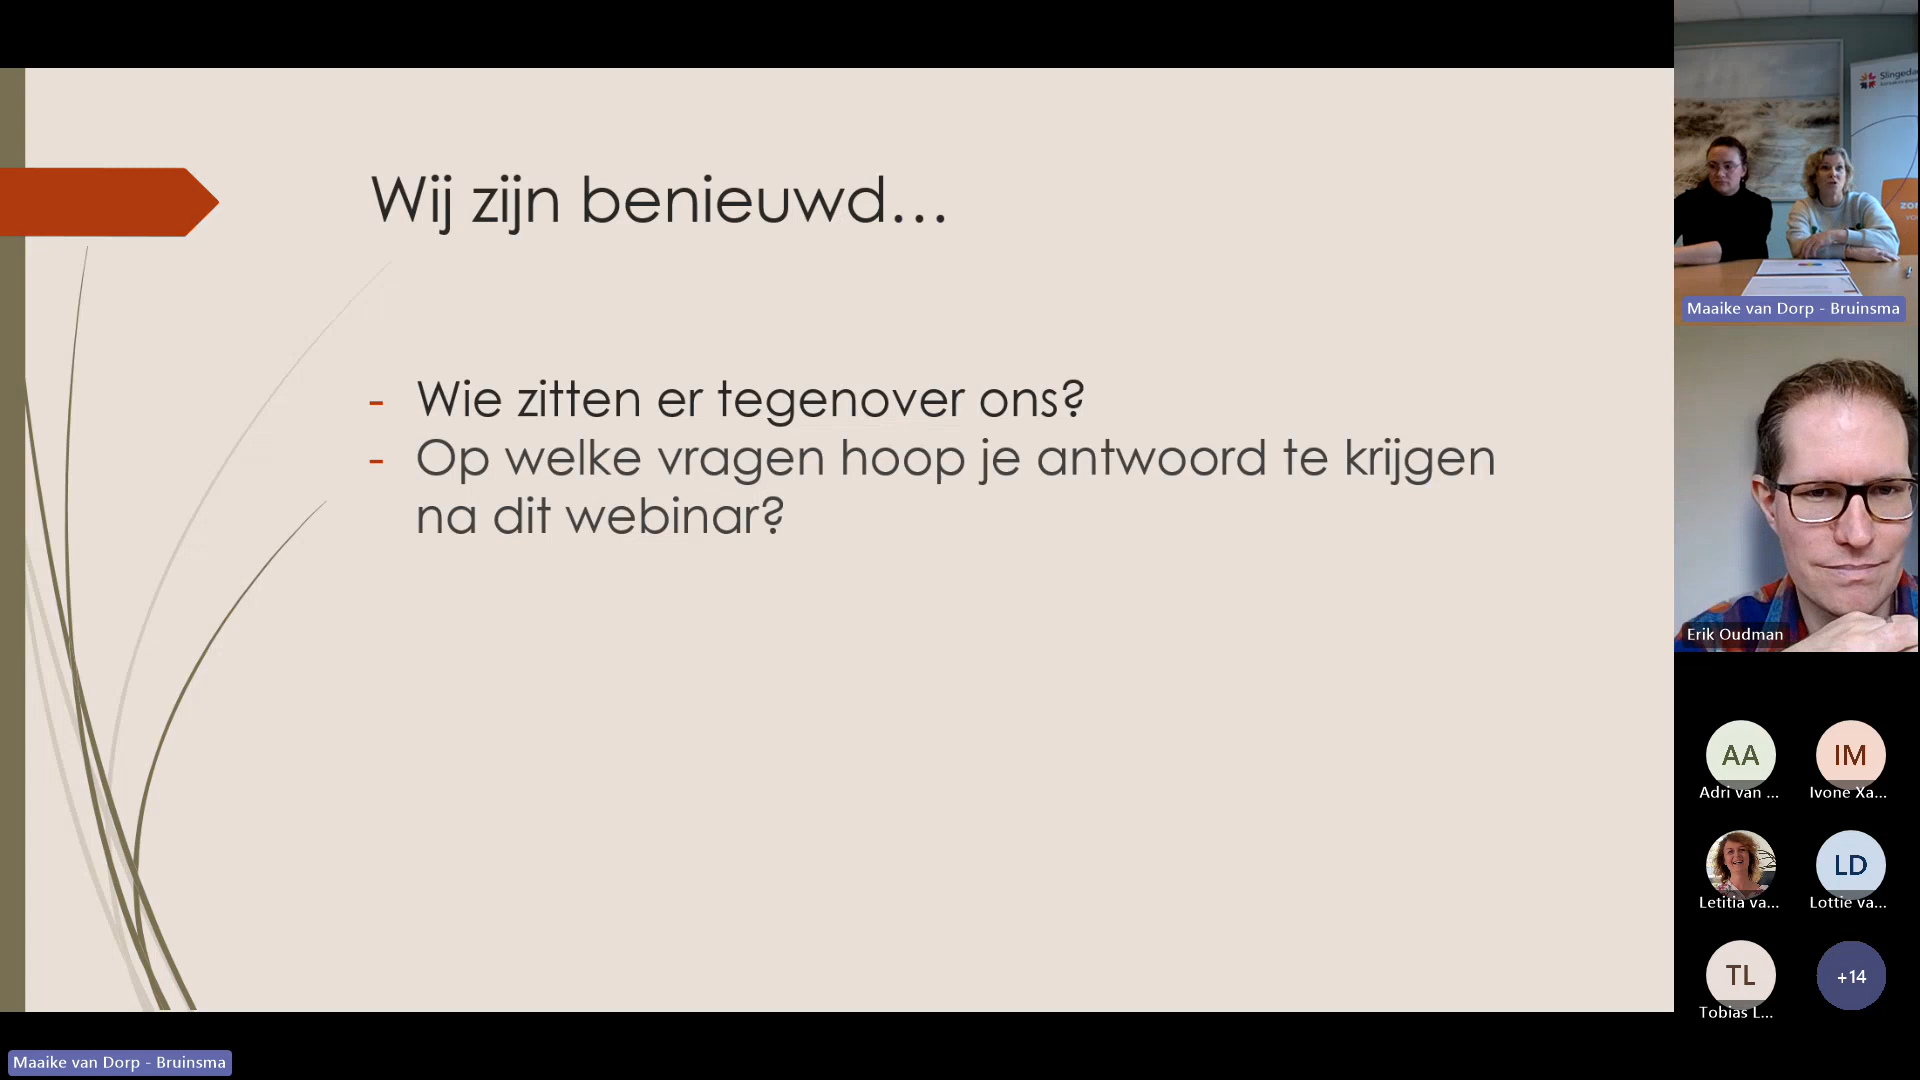 Wij zijn benieuwd...
- Wie zitten er tegenover ons?
- Op welke vragen hoop je antwoord te krijgen
na dit webinar?
Maaike van Dorp - Bruinsma
Erik Oudman
AA
Adri van ...
IM
Ivone Xa...
Letitia va...
LD
Lottie va...
TL
Tobias L...
+14
Maaike van Dorp - Bruinsma